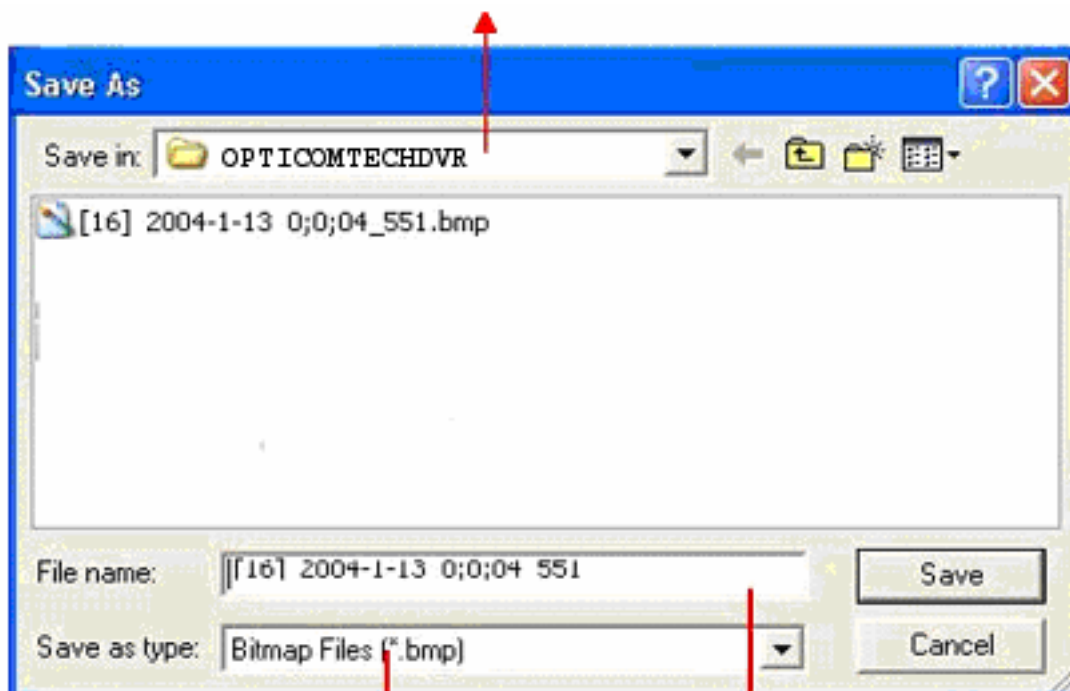 Save As
Save in: OPTICOMTECHDVR
[16] 2004-1-13 0;0;04_551.bmp
File name: [16] 2004-1-13 0;0;04 551
Save
Save as type: Bitmap Files (*.bmp)
Cancel